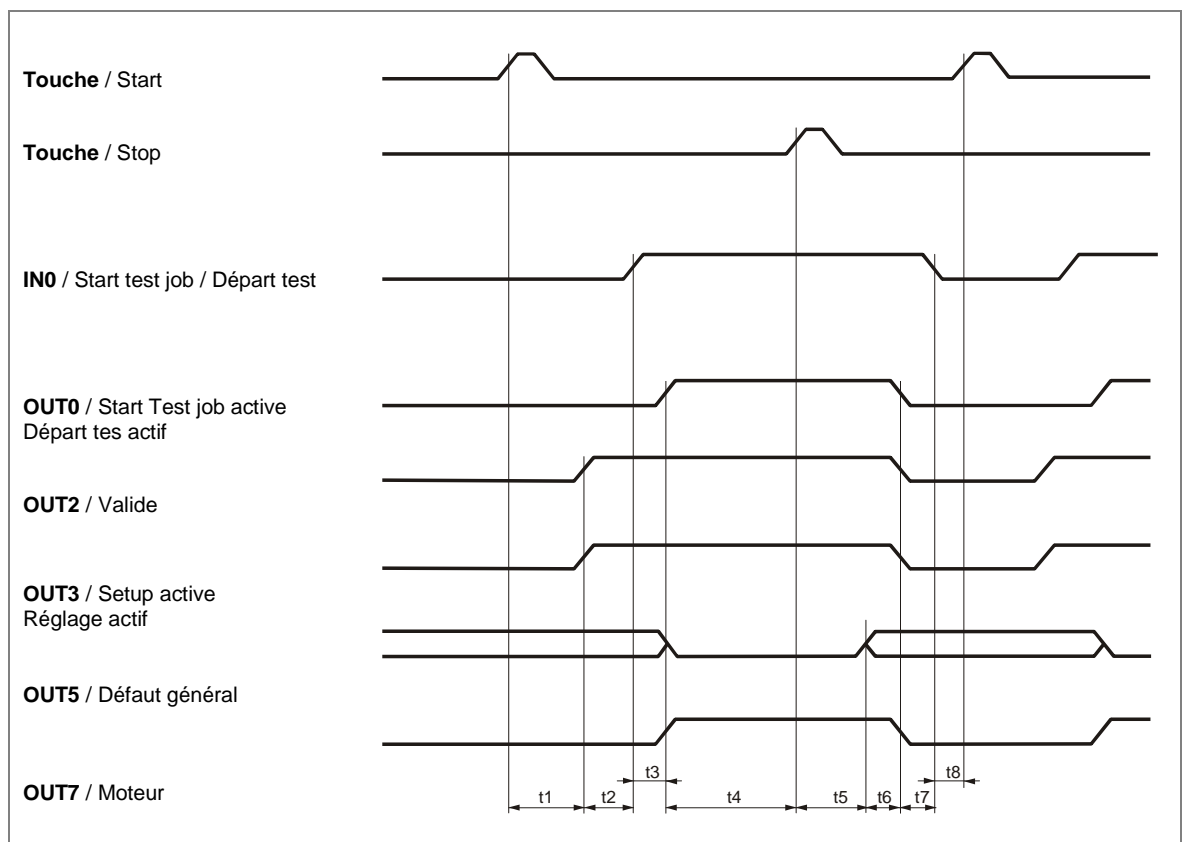 Touche / Start
Touche / Stop
IN0 / Start test job / Départ test
OUT0 / Start Test job active
Départ tes actif
OUT2 / Valide
OUT3 / Setup active
Réglage actif
OUT5 / Défaut général
OUT7 / Moteur
t3
t8
t1
t2
t4
t5
t6
t7